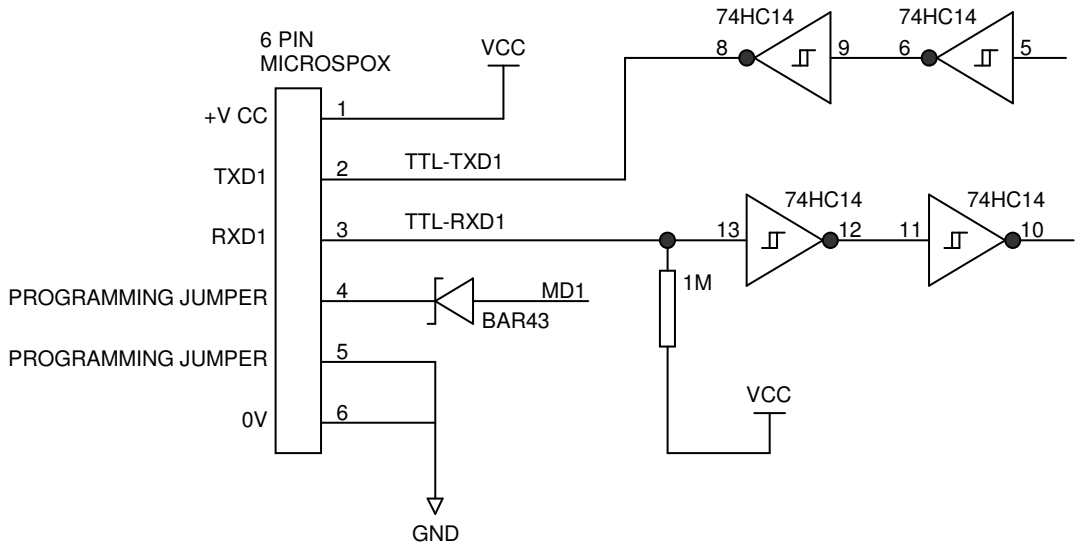 74HC14
74HC14
6 PIN
MICROSPOX
VCC
8
9
6
5
+V CC
1
TXD1
2
TTL-TXD1
74HC14
74HC14
RXD1
3
TTL-RXD1
13
12
11
10
PROGRAMMING JUMPER
4
MD1
BAR43
1M
PROGRAMMING JUMPER
5
VCC
0V
6
GND